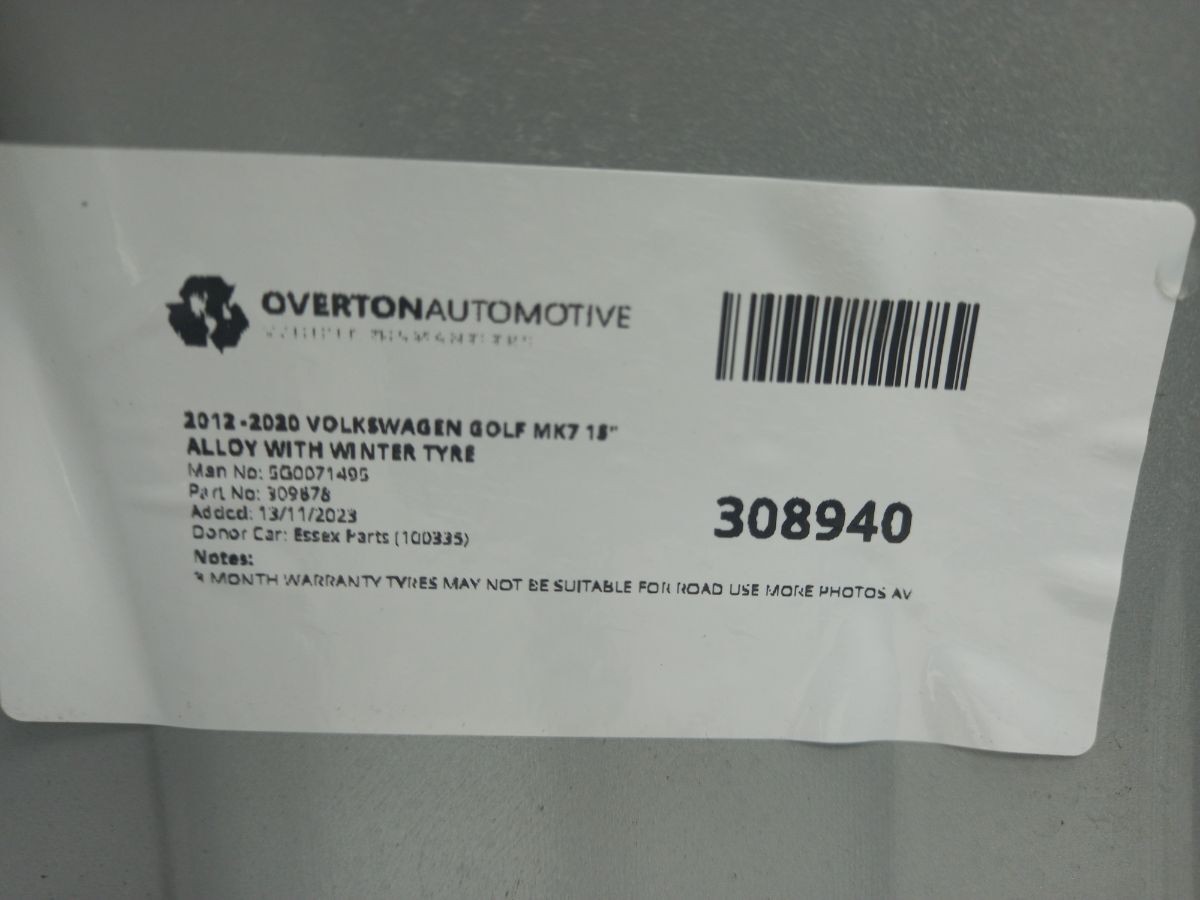 OVERTONAUTOMOTIVE
VEHICLE DISMANTLERS
2012-2020 VOLKSWAGEN GOLF MK7 15"
ALLOY WITH WINTER TYRE
Man No: 5G0071495
Part No: 309878
Added: 13/11/2023
Donor Car: Essex Parts (100335)
308940
Notes:
3 MONTH WARRANTY TYRES MAY NOT BE SUITABLE FOR ROAD USE MORE PHOTOS AV